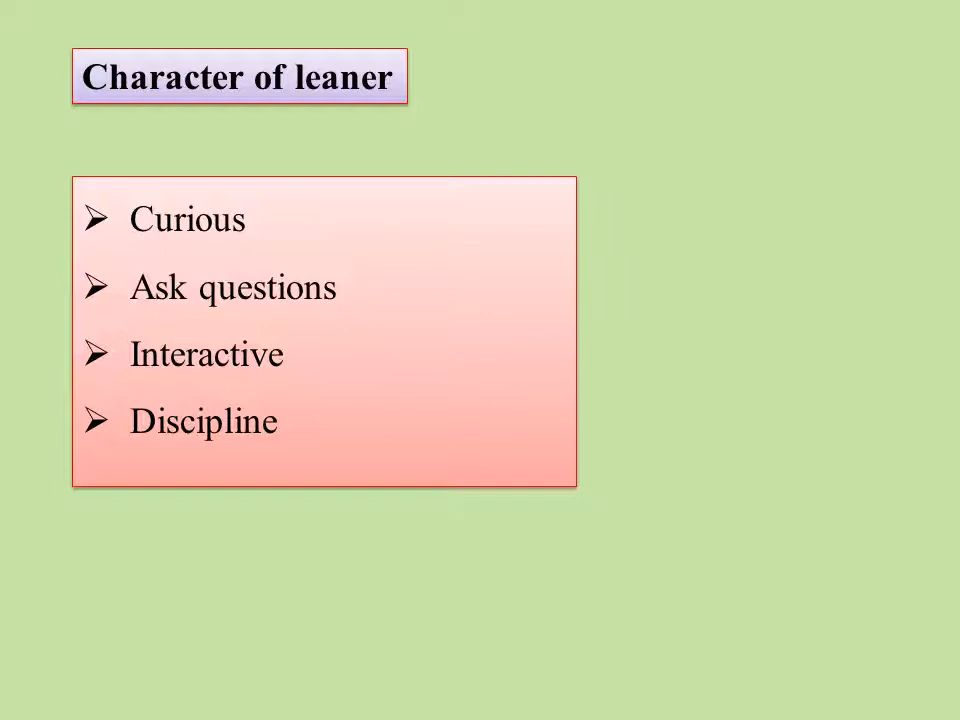 Character of leaner
➢ Curious
➢ Ask questions
➢ Interactive
➢ Discipline